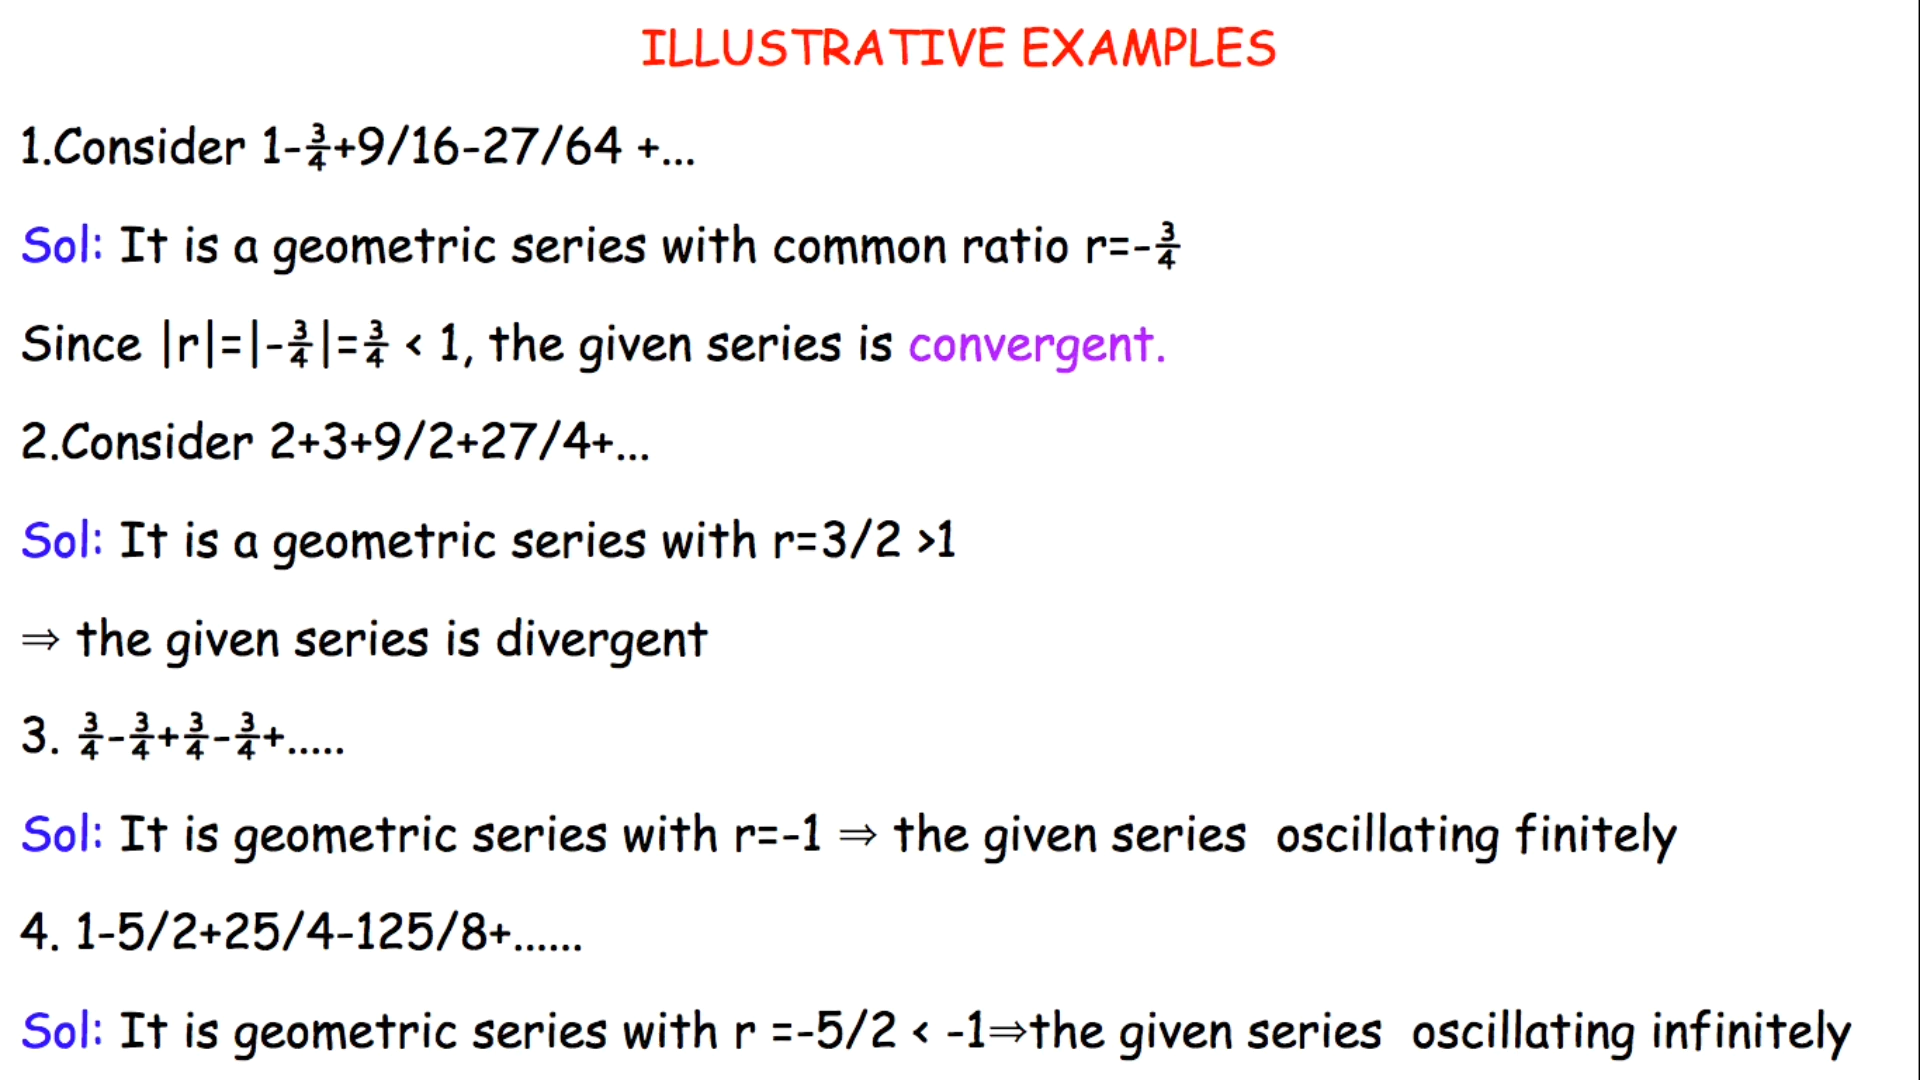 ILLUSTRATIVE EXAMPLES
1.Consider 1-¾+9/16-27/64 +...
Sol: It is a geometric series with common ratio r=-¾
Since |r|=|-¾|=¾ < 1, the given series is convergent.
2.Consider 2+3+9/2+27/4+...
Sol: It is a geometric series with r=3/2 >1
⇒ the given series is divergent
3. ¾-¾+¾-¾+.....
Sol: It is geometric series with r=-1 ⇒ the given series  oscillating finitely
4. 1-5/2+25/4-125/8+......
Sol: It is geometric series with r =-5/2 < -1⇒the given series  oscillating infinitely